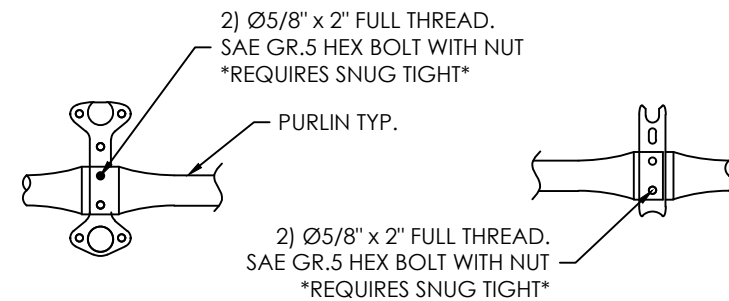 2) Ø5/8" x 2" FULL THREAD.
SAE GR.5 HEX BOLT WITH NUT
*REQUIRES SNUG TIGHT*
PURLIN TYP.
2) Ø5/8" x 2" FULL THREAD.
SAE GR.5 HEX BOLT WITH NUT
*REQUIRES SNUG TIGHT*